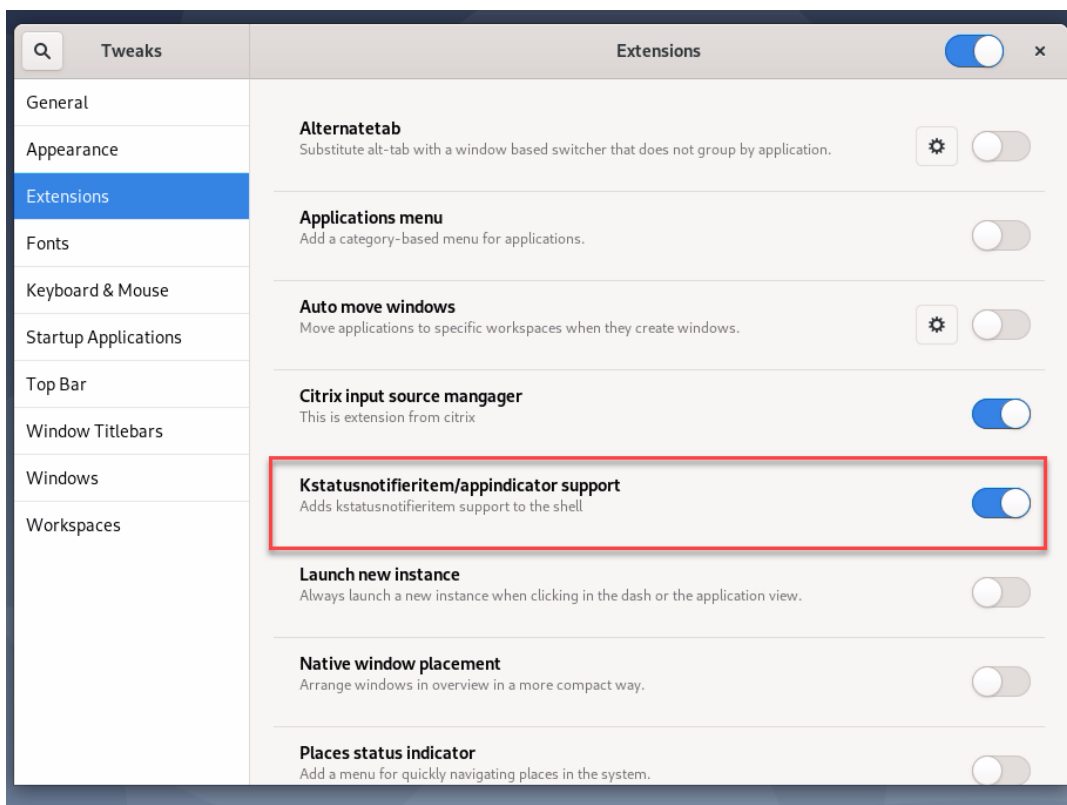 Tweaks
Extensions
General
Appearance
Extensions
Fonts
Keyboard & Mouse
Startup Applications
Top Bar
Window Titlebars
Windows
Workspaces
Alternatetab
Substitute alt-tab with a window based switcher that does not group by application.
Applications menu
Add a category-based menu for applications.
Auto move windows
Move applications to specific workspaces when they create windows.
Citrix input source mangager
This is extension from citrix
Kstatusnotifieritem/appindicator support
Adds kstatusnotifieritem support to the shell
Launch new instance
Always launch a new instance when clicking in the dash or the application view.
Native window placement
Arrange windows in overview in a more compact way.
Places status indicator
Add a menu for quickly navigating places in the system.